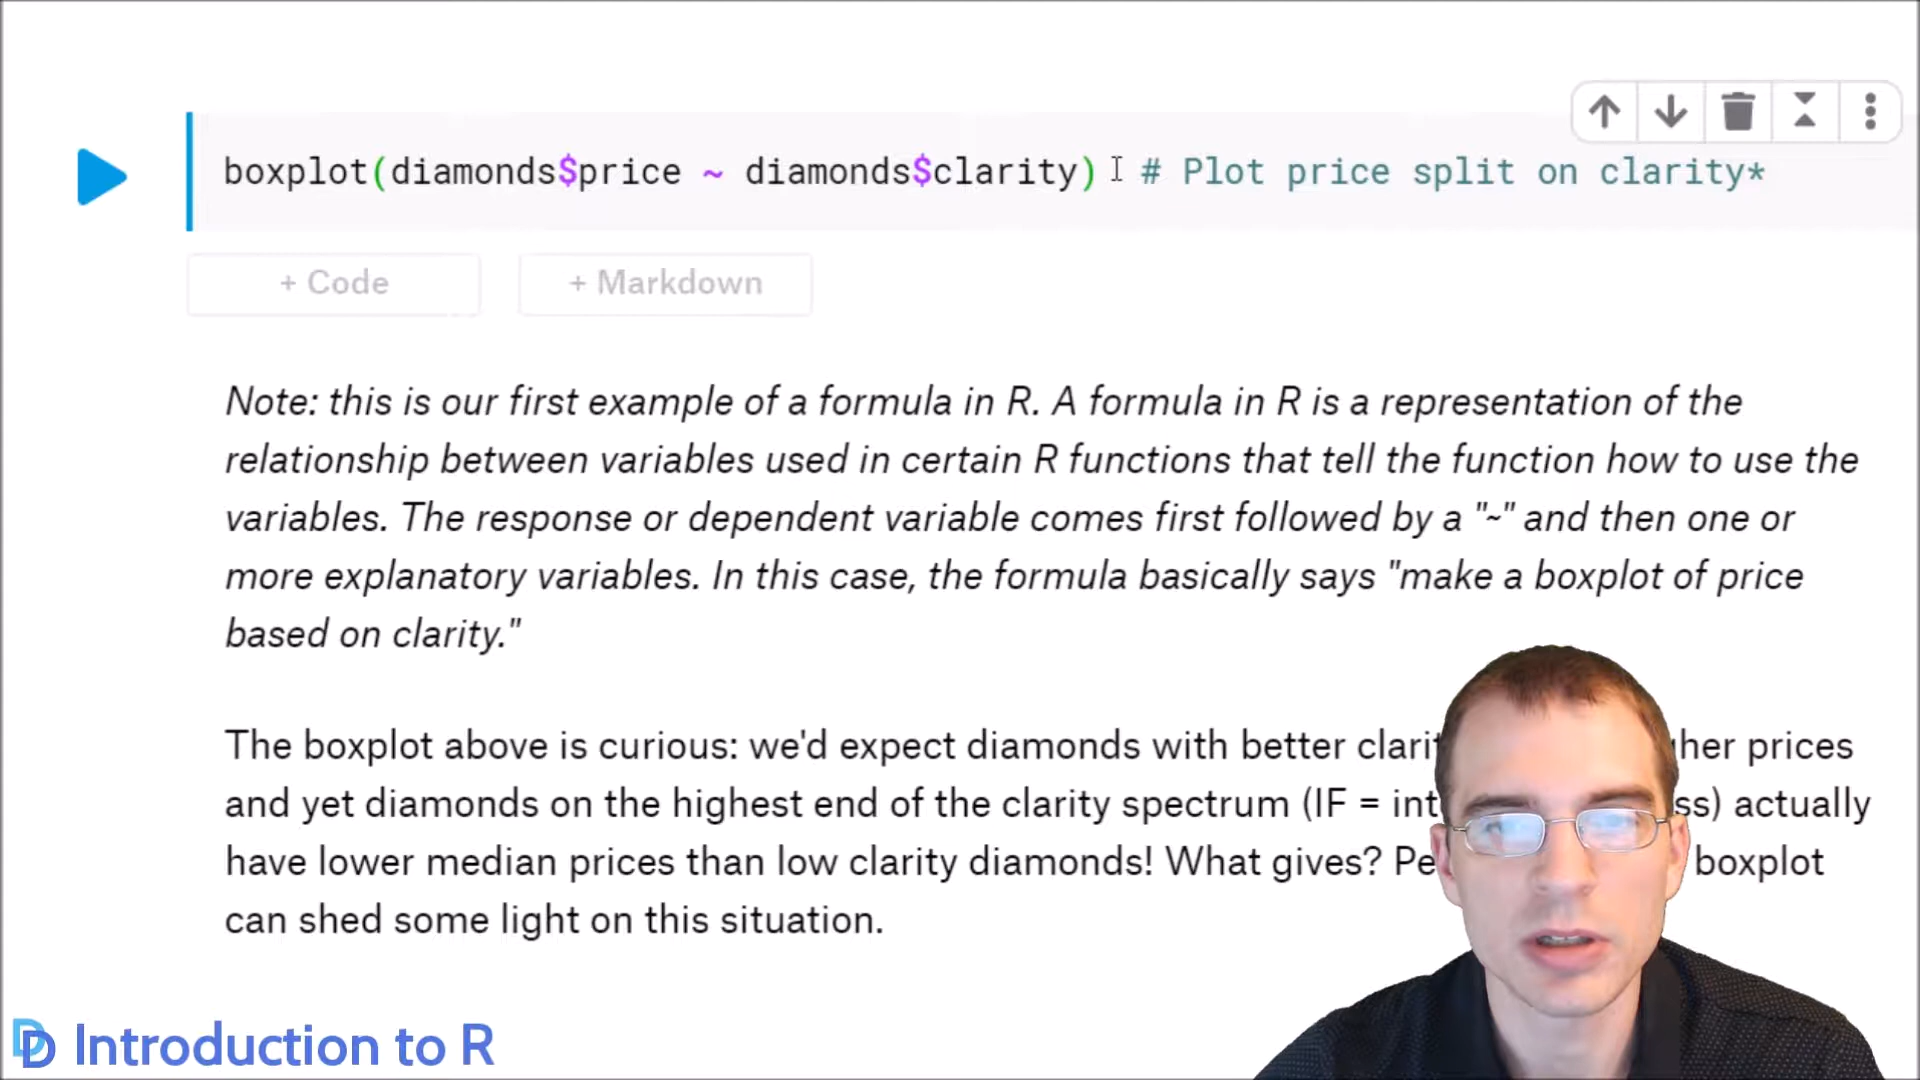 boxplot(diamonds$price ~ diamonds$clarity) # Plot price split on clarity*
+ Code + Markdown
Note: this is our first example of a formula in R. A formula in R is a representation of the
relationship between variables used in certain R functions that tell the function how to use the
variables. The response or dependent variable comes first followed by a "~" and then one or
more explanatory variables. In this case, the formula basically says "make a boxplot of price
based on clarity."
The boxplot above is curious: we'd expect diamonds with better prices
and yet diamonds on the highest end of the clarity spectrum (IF = actually
have lower median prices than low clarity diamonds! What gives? boxplot
can shed some light on this situation.
D Introduction to R